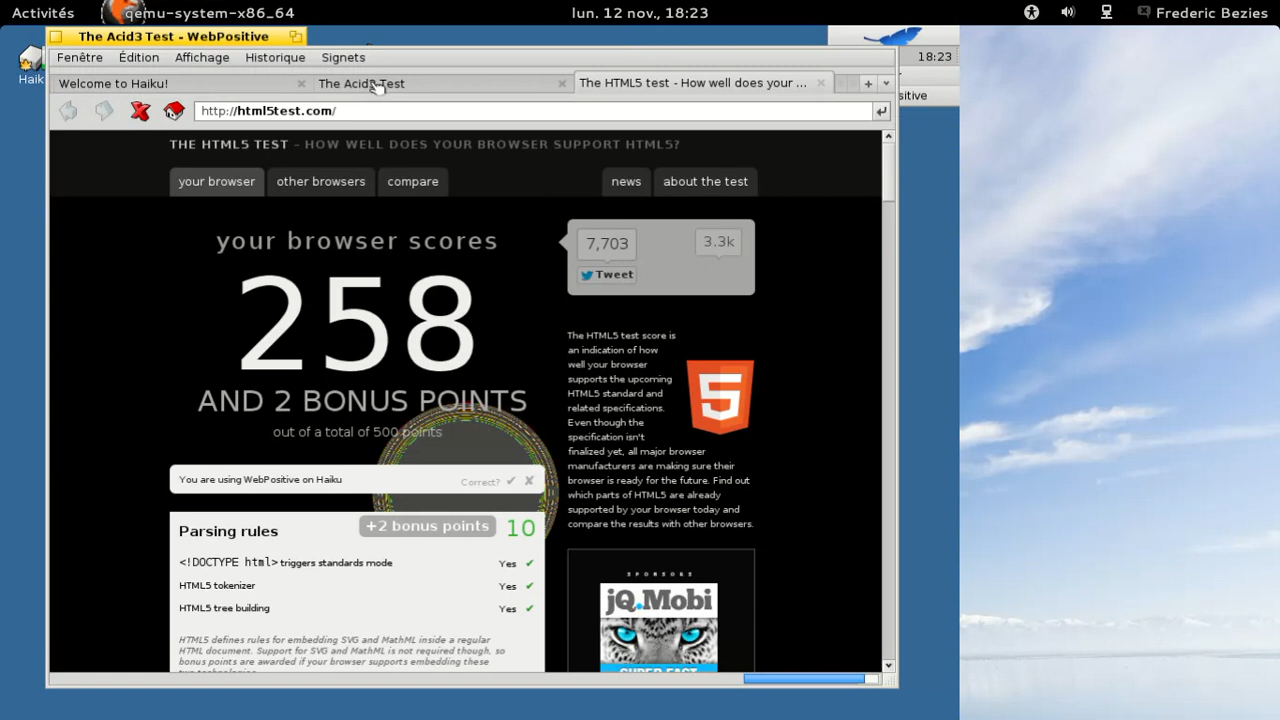 Activités
qemu-system-x86_64
lun. 12 nov., 18:23
Frederic Bezies
The Acid3 Test - WebPositive
Haik
18:23
Fenêtre Édition Affichage Historique Signets
Welcome to Haiku!
The Acid3 Test
The HTML5 test - How well does your ...
sitive
http://html5test.com/
THE HTML5 TEST – HOW WELL DOES YOUR BROWSER SUPPORT HTML5?
your browser
other browsers
compare
news
about the test
your browser scores
258
AND 2 BONUS POINTS
out of a total of 500 points
You are using WebPositive on Haiku
Correct? ✔ ✘
Parsing rules
+2 bonus points
10
<!DOCTYPE html> triggers standards mode Yes ✔
HTML5 tokenizer Yes ✔
HTML5 tree building Yes ✔
HTML5 defines rules for embedding SVG and MathML inside a regular
HTML document. Support for SVG and MathML is not required though, so
bonus points are awarded if your browser supports embedding these
7,703
3.3k
Tweet
The HTML5 test score is
an indication of how
well your browser
supports the upcoming
HTML5 standard and
related specifications.
Even though the
specification isn't
finalized yet, all major browser
manufacturers are making sure their
browser is ready for the future. Find out
which parts of HTML5 are already
supported by your browser today and
compare the results with other browsers.
5
SPONSORS
jQ.Mobi
SUPER FAST